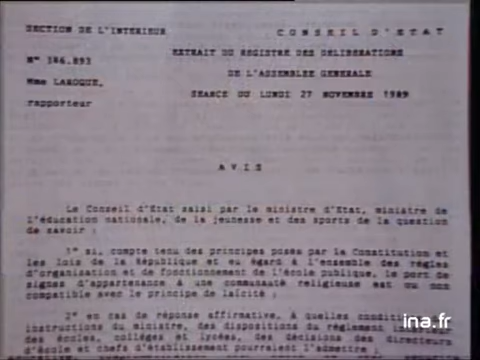 SECTION DE L'INTERIEUR
CONSEIL D'ETAT
EXTRAIT DU REGISTRE DES DELIBERATIONS
N° 346.893
DE L'ASSEMBLEE GENERALE
Mme LAROQUE,
SEANCE DU LUNDI 27 NOVEMBRE 1989
rapporteur
A V I S
Le Conseil d'Etat saisi par le ministre d'Etat, ministre de
l'éducation nationale, de la jeunesse et des sports de la question
de savoir :
1° si, compte tenu des principes posés par la Constitution et
les lois de la République et eu égard à l'ensemble des règles
d'organisation et de fonctionnement de l'école publique, le port de
signes d'appartenance à une communauté religieuse est ou non
compatible avec le principe de laïcité ;
2° en cas de réponse affirmative, à quelles condit
instructions du ministre, des dispositions du règlement
des écoles, collèges et lycées, des décisions des directeurs
d'école et chefs d'établissement pourraient l'admettre ;
ina.fr